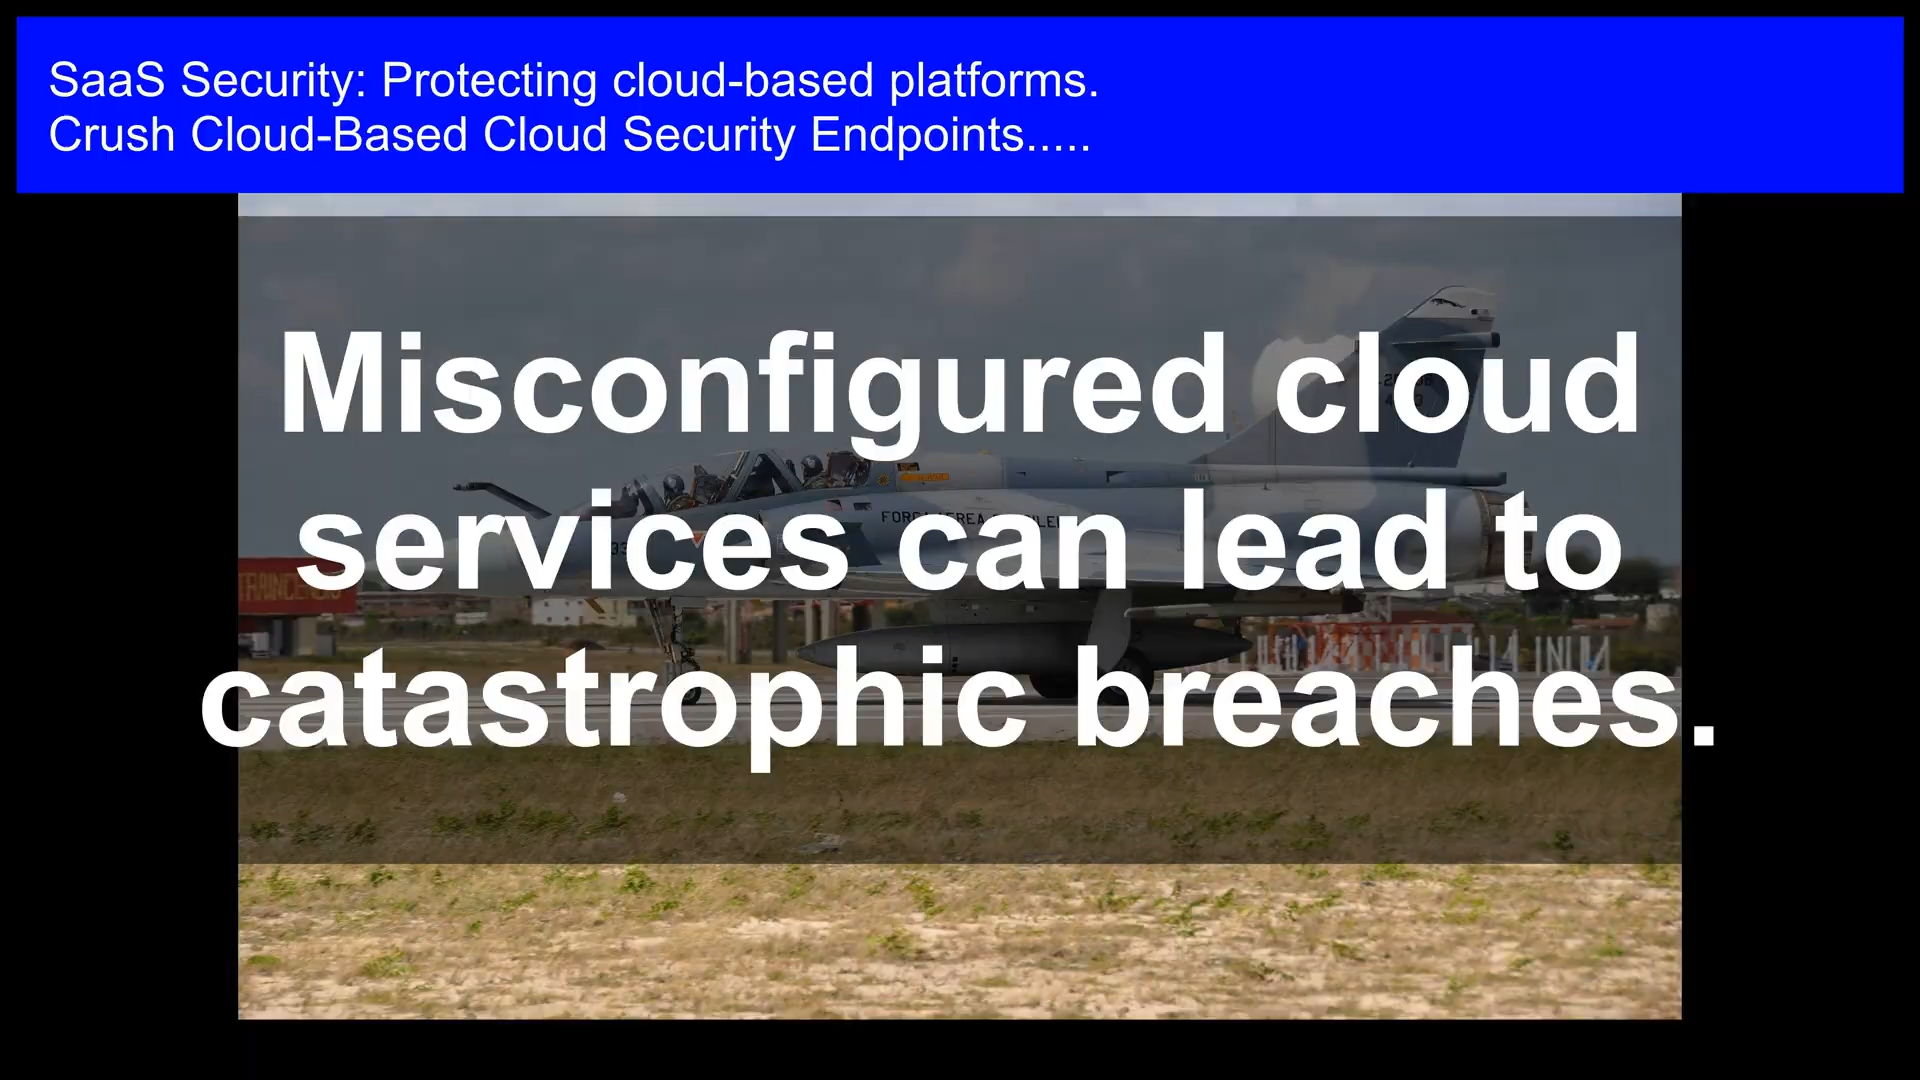 SaaS Security: Protecting cloud-based platforms.
Crush Cloud-Based Cloud Security Endpoints.....
Misconfigured cloud
services can lead to
catastrophic breaches.